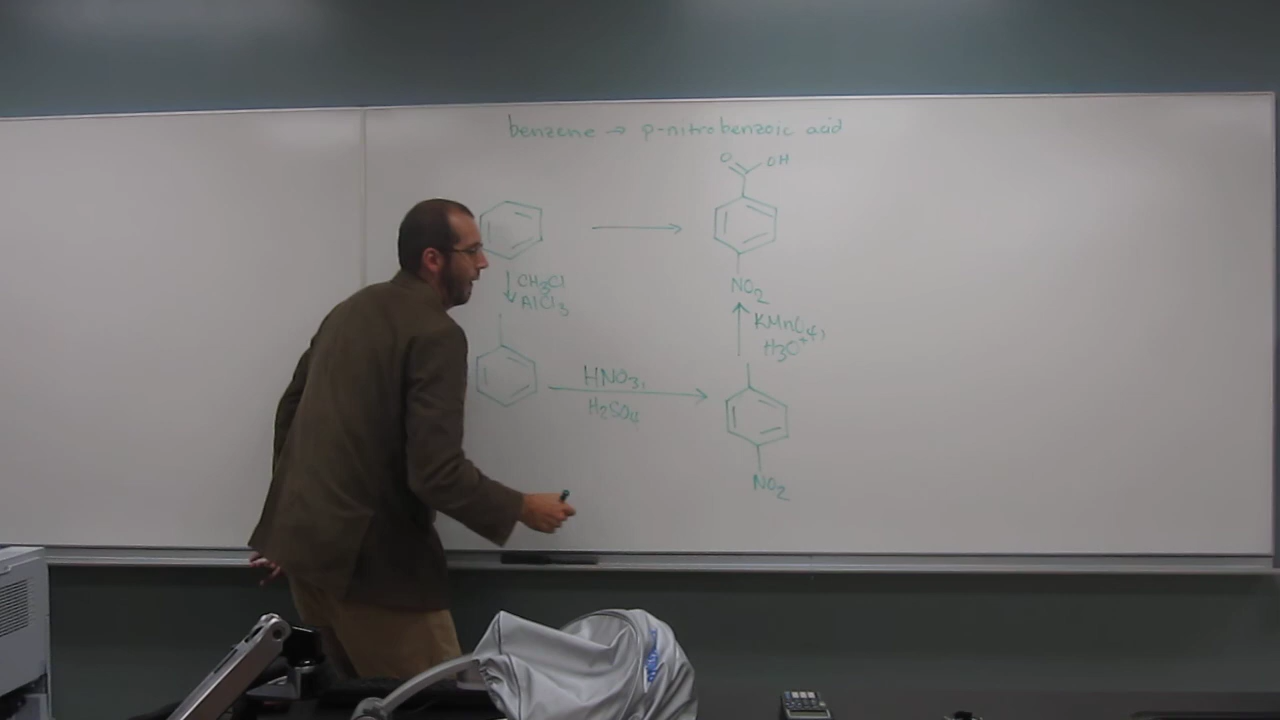 benzene → p-nitrobenzoic acid
O OH
NO2
CH3Cl
AlCl3
KMnO4,
H3O+
HNO3,
H2SO4
NO2